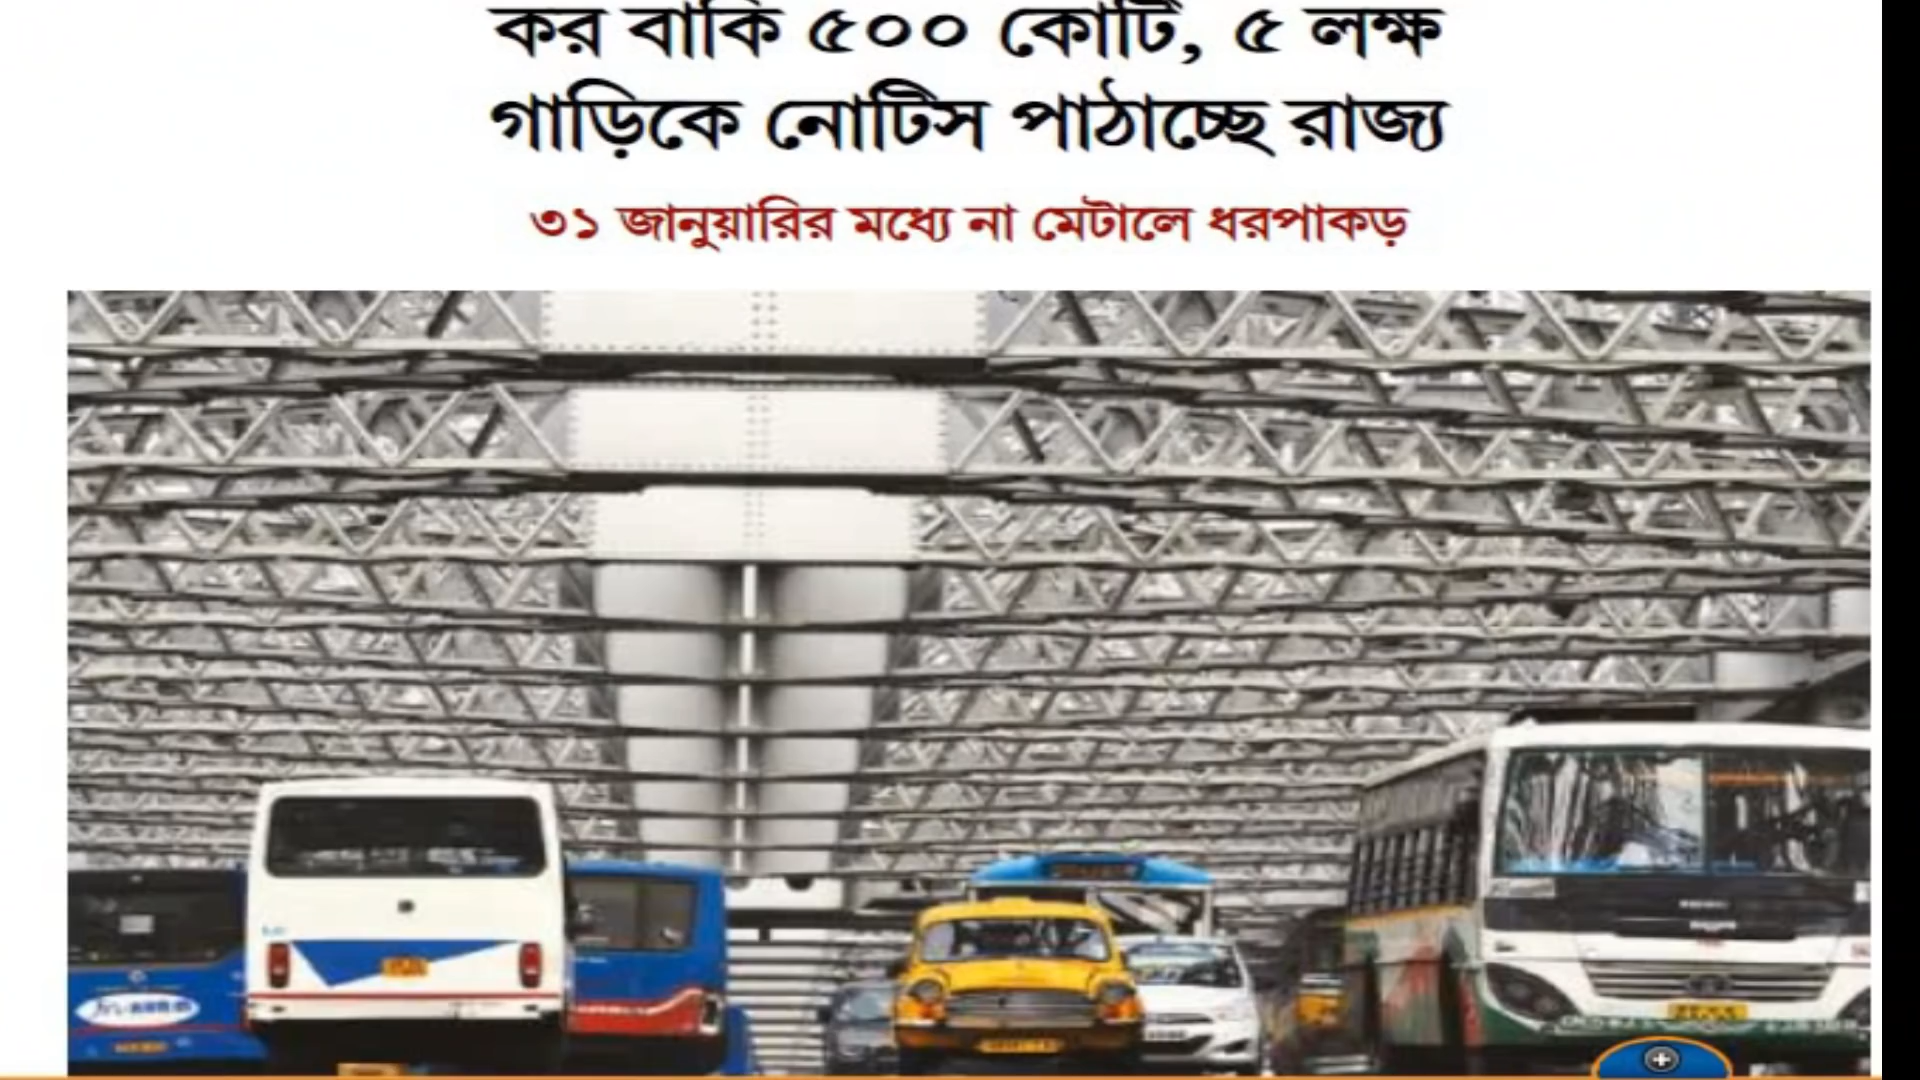 কর বাকি ৫০০ কোটি, ৫ লক্ষ
গাড়িকে নোটিস পাঠাচ্ছে রাজ্য
৩১ জানুয়ারির মধ্যে না মেটালে ধরপাকড়